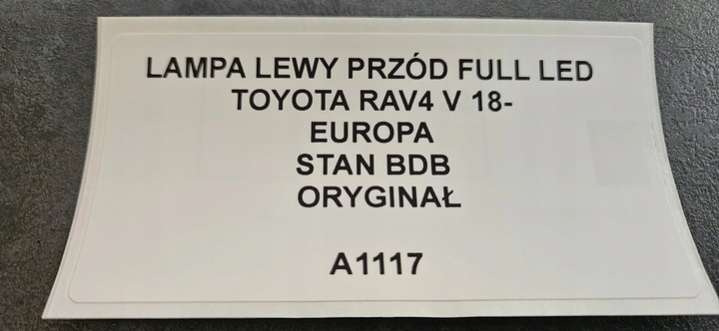 LAMPA LEWY PRZÓD FULL LED
TOYOTA RAV4 V 18-
EUROPA
STAN BDB
ORYGINAŁ
A1117